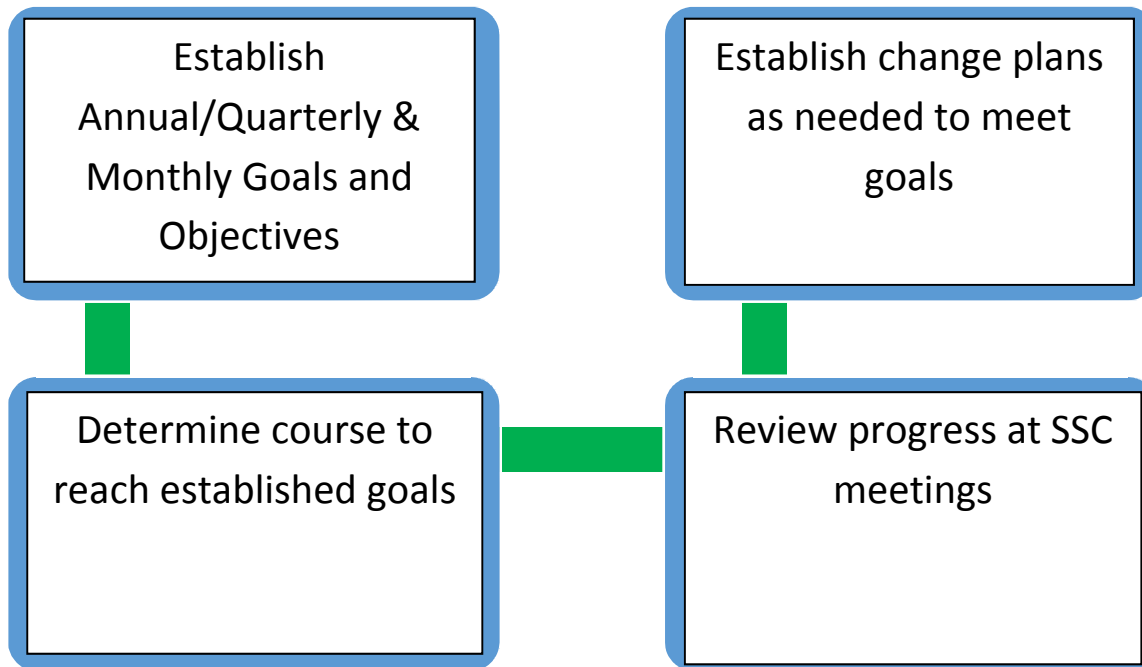 Establish
Annual/Quarterly &
Monthly Goals and
Objectives
Determine course to
reach established goals
Review progress at SSC
meetings
Establish change plans
as needed to meet
goals